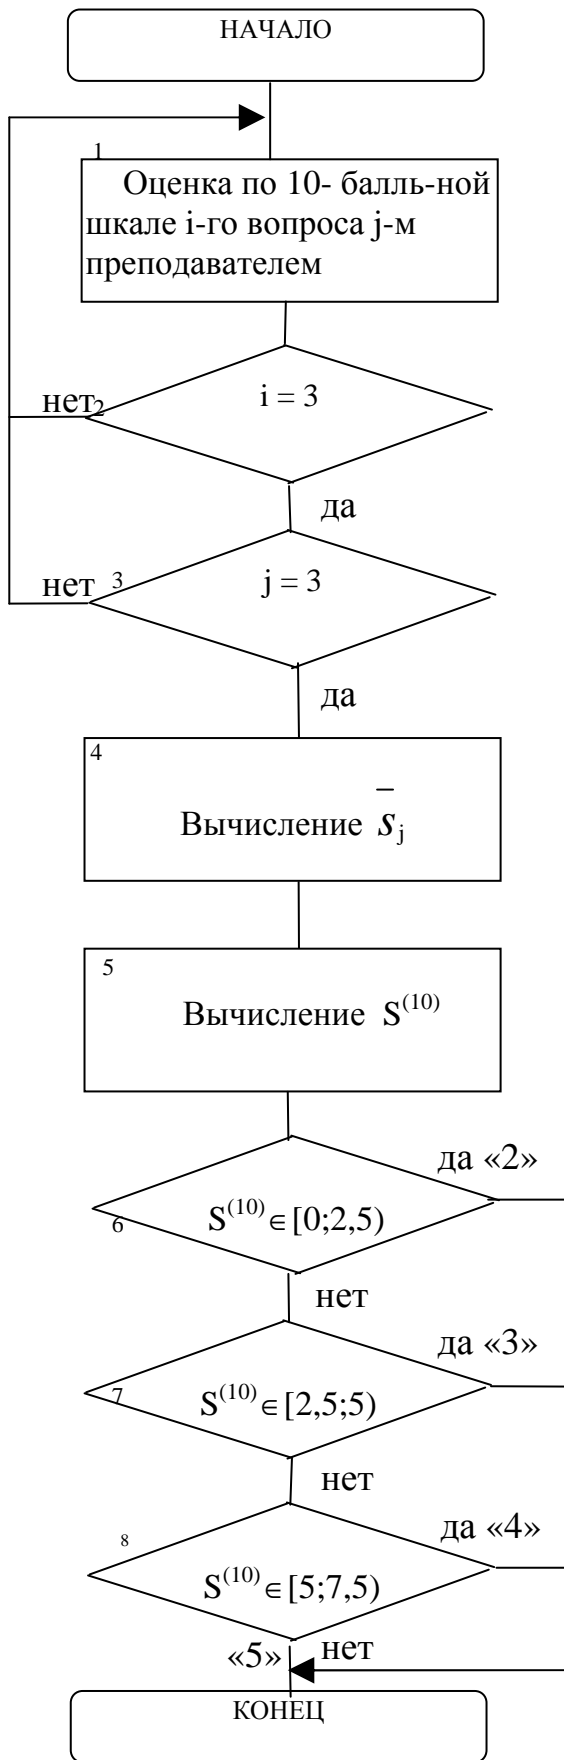 НАЧАЛО
1
Оценка по 10- балль-ной
шкале i-го вопроса j-м
преподавателем
i = 3
нет 2
да
j = 3
нет 3
да
4
Вычисление s̅j
5
Вычисление S(10)
да «2»
S(10)∈[0;2,5)
6
нет
да «3»
7
S(10)∈[2,5;5)
нет
да «4»
8
S(10)∈[5;7,5)
«5» нет
КОНЕЦ